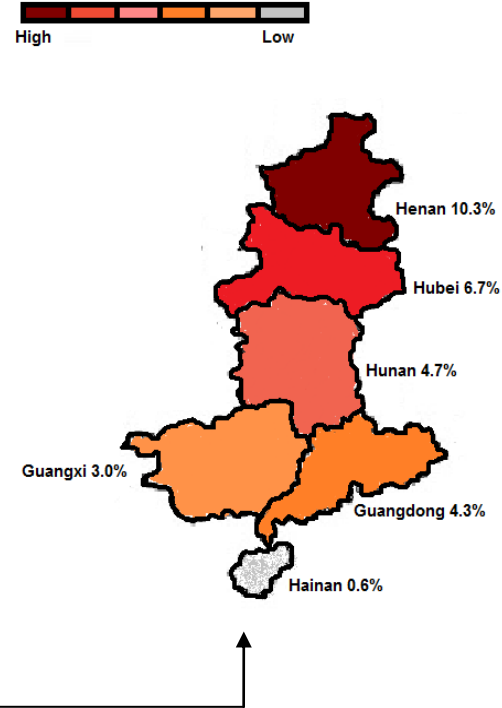 High
Low
Henan 10.3%
Hubei 6.7%
Hunan 4.7%
Guangxi 3.0%
Guangdong 4.3%
Hainan 0.6%